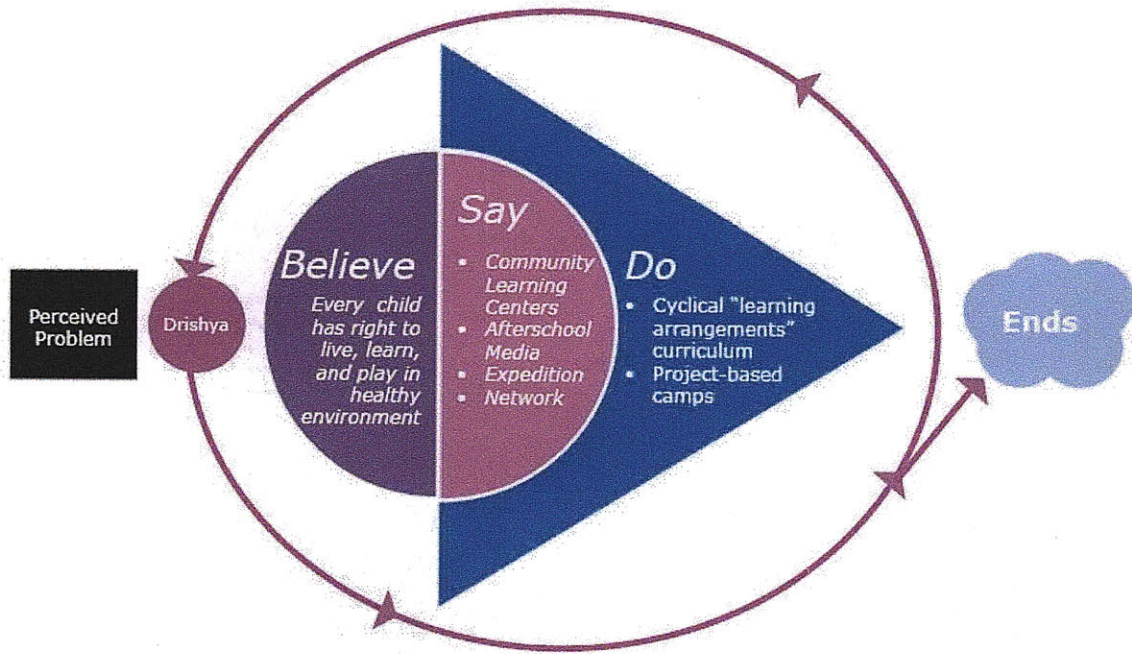 Perceived
Problem
Drishya
Believe
Every child
has right to
live, learn,
and play in
healthy
environment
Say
• Community
Learning
Centers
• Afterschool
Media
• Expedition
• Network
Do
• Cyclical “learning
arrangements”
curriculum
• Project-based
camps
Ends